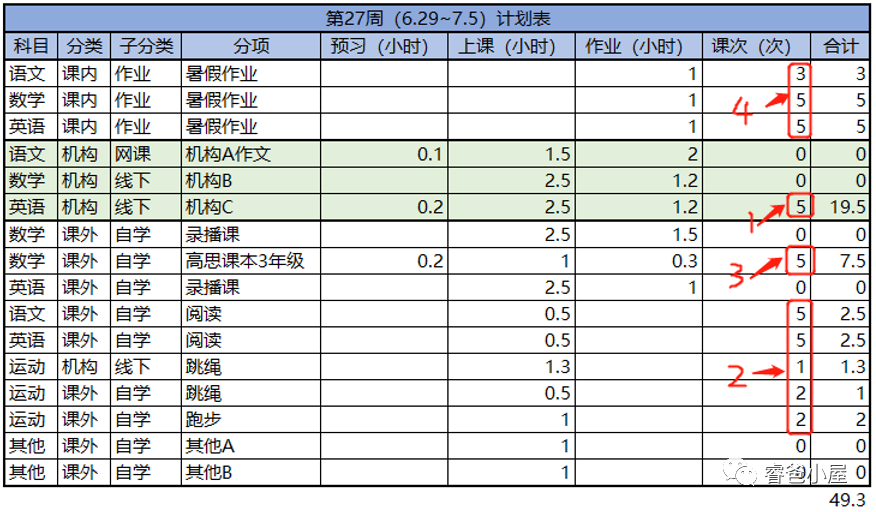 第27周（6.29~7.5）计划表
科目 分类 子分类 分项 预习（小时） 上课（小时） 作业（小时） 课次（次） 合计
语文 课内 作业 暑假作业 1 3 3
数学 课内 作业 暑假作业 1 5 5
英语 课内 作业 暑假作业 1 5 5
4
语文 机构 网课 机构A作文 0.1 1.5 2 0 0
数学 机构 线下 机构B 2.5 1.2 0 0
英语 机构 线下 机构C 0.2 2.5 1.2 5 19.5
1
数学 课外 自学 录播课 2.5 1.5 0 0
数学 课外 自学 高思课本3年级 0.2 1 0.3 5 7.5
3
英语 课外 自学 录播课 2.5 1 0 0
语文 课外 自学 阅读 0.5 5 2.5
英语 课外 自学 阅读 0.5 5 2.5
运动 机构 线下 跳绳 1.3 1 1.3
2
运动 课外 自学 跳绳 0.5 2 1
运动 课外 自学 跑步 1 2 2
其他 课外 自学 其他A 1 0 0
其他 课外 自学 其他B 1 0 0
睿爸小屋
49.3